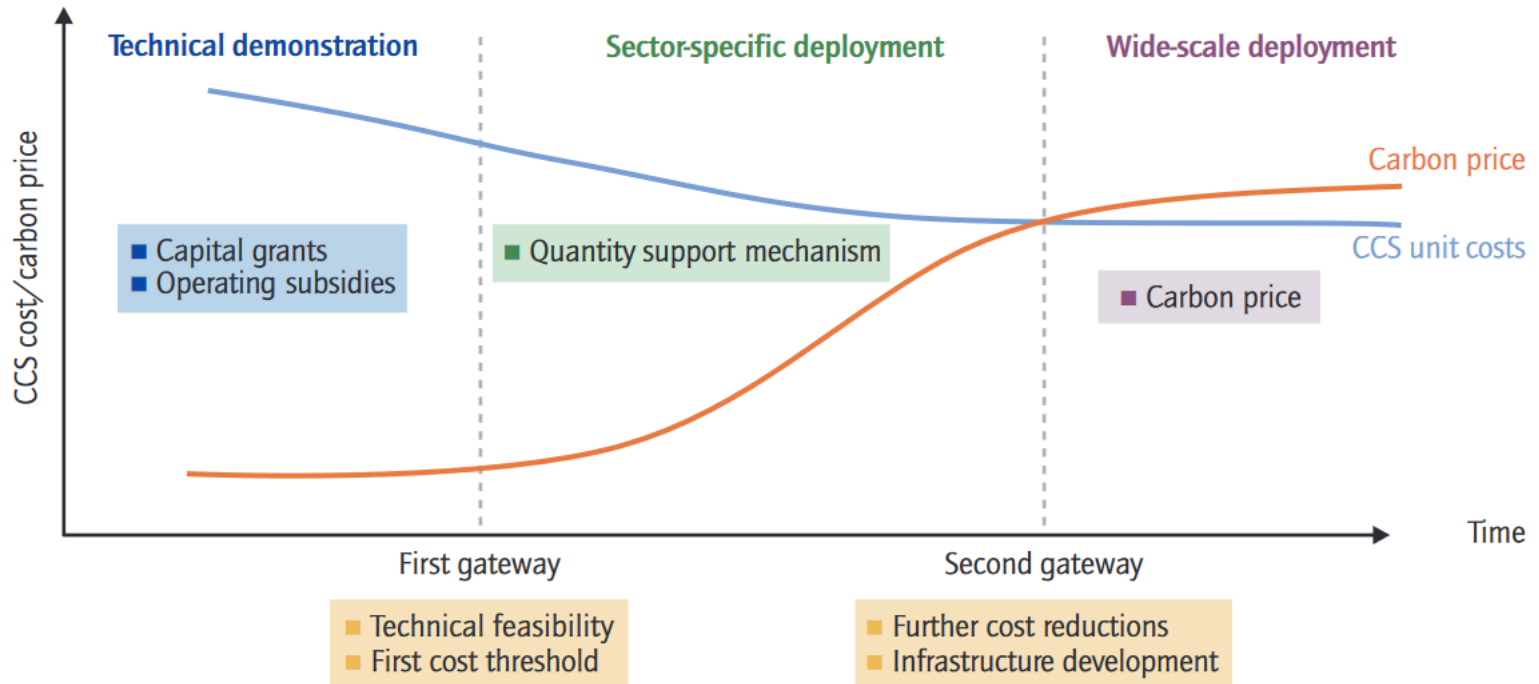 Technical demonstration
Sector-specific deployment
Wide-scale deployment
CCS cost/carbon price
Carbon price
CCS unit costs
■ Capital grants
■ Operating subsidies
■ Quantity support mechanism
■ Carbon price
Time
First gateway
Second gateway
■ Technical feasibility
■ First cost threshold
■ Further cost reductions
■ Infrastructure development